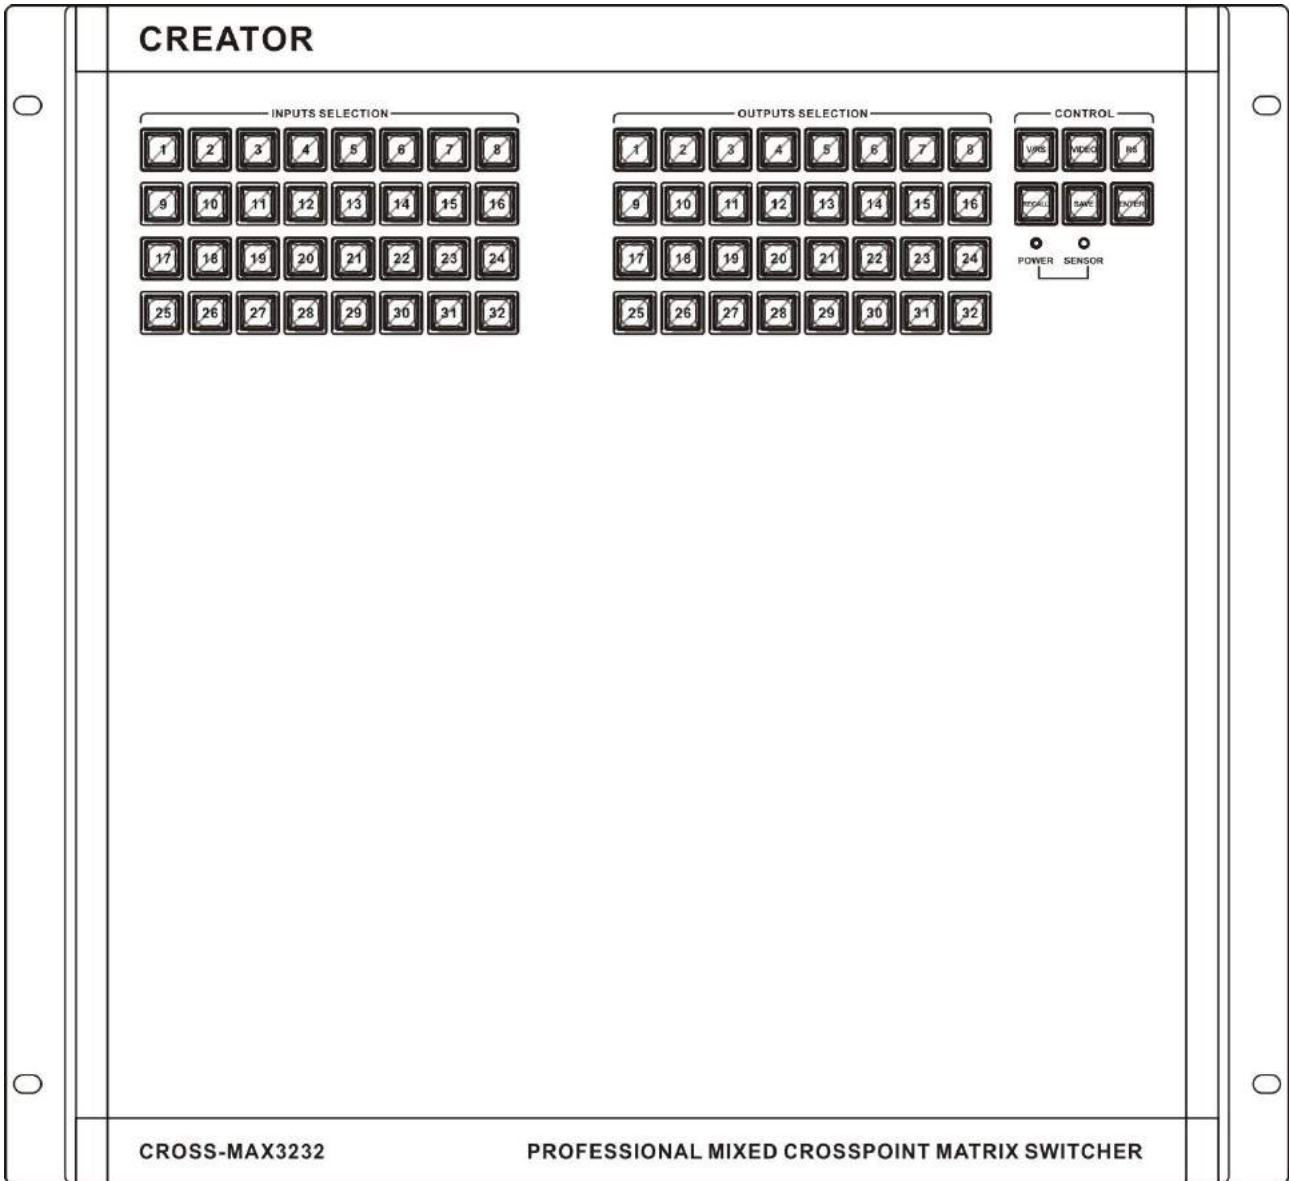 CREATOR
INPUTS SELECTION
1 2 3 4 5 6 7 8
9 10 11 12 13 14 15 16
17 18 19 20 21 22 23 24
25 26 27 28 29 30 31 32
OUTPUTS SELECTION
1 2 3 4 5 6 7 8
9 10 11 12 13 14 15 16
17 18 19 20 21 22 23 24
25 26 27 28 29 30 31 32
CONTROL
V/RS VIDEO RS
RECALL SAVE ENTER
POWER SENSOR
CROSS-MAX3232
PROFESSIONAL MIXED CROSSPOINT MATRIX SWITCHER